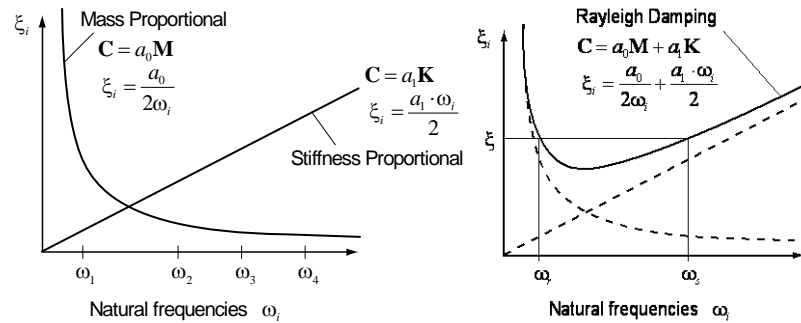 ξᵢ
Mass Proportional
C = a₀M
ξᵢ = a₀ / 2ωᵢ
C = a₁K
ξᵢ = a₁ · ωᵢ / 2
Stiffness Proportional
ω₁ ω₂ ω₃ ω₄
Natural frequencies ωᵢ
Rayleigh Damping
ξᵢ
C = a₀M + a₁K
ξᵢ = a₀ / 2ωᵢ + a₁ · ωᵢ / 2
ξ
ωᵣ ωₛ
Natural frequencies ωᵢ